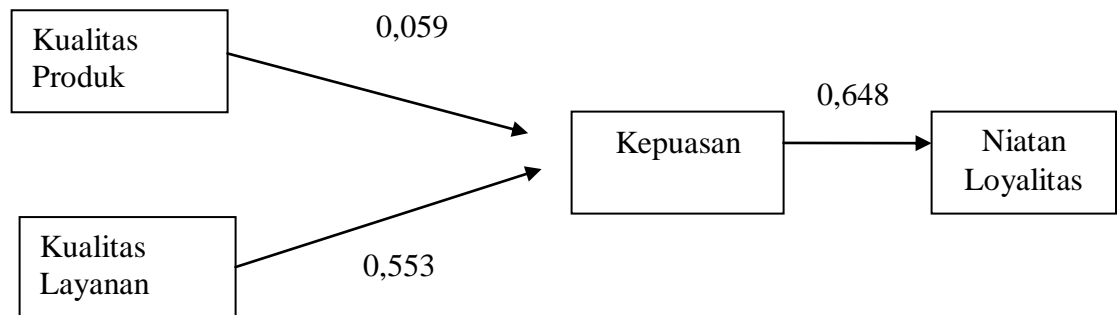 Kualitas
Produk
0,059
Kepuasan
0,648
Niatan
Loyalitas
Kualitas
Layanan
0,553